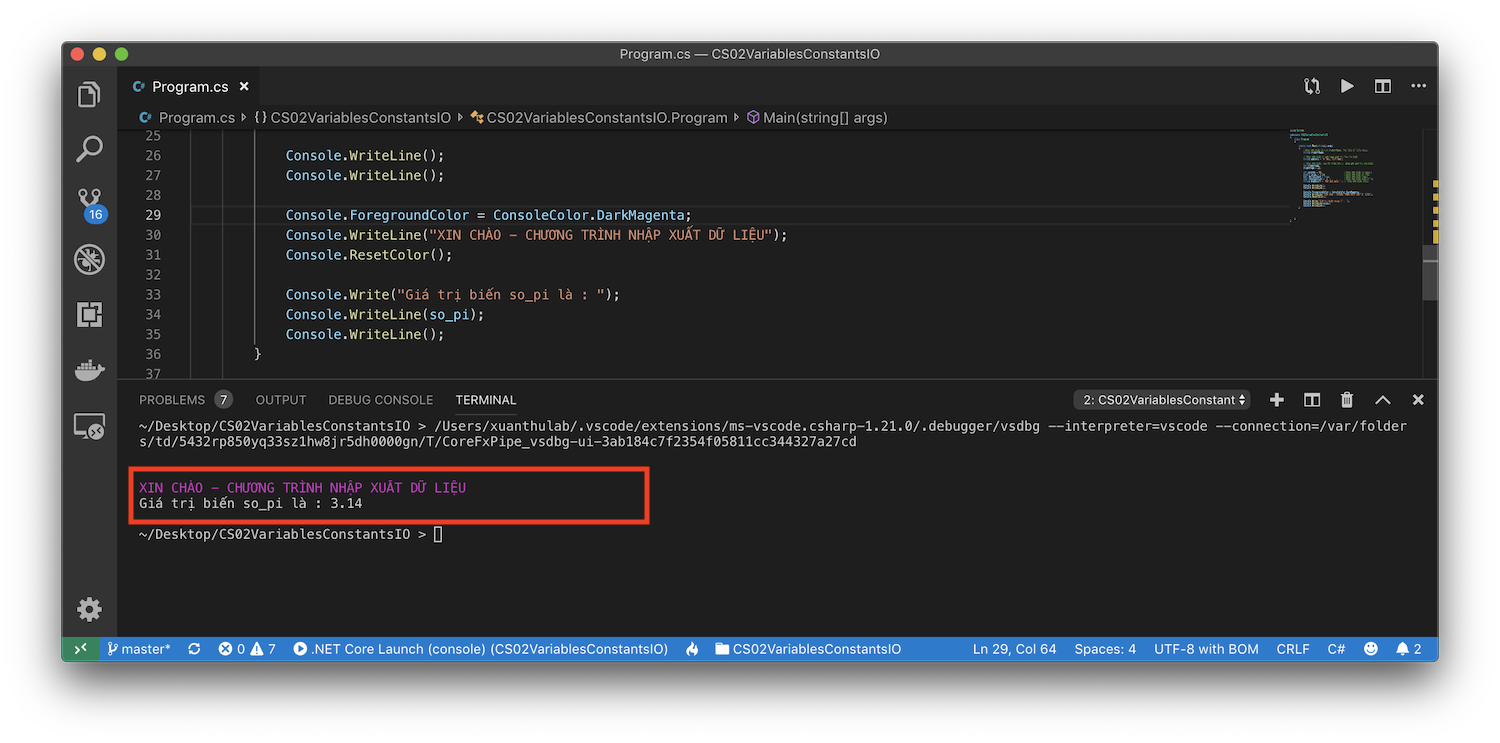 Program.cs — CS02VariablesConstantsIO
C# Program.cs ×
C# Program.cs › {} CS02VariablesConstantsIO › CS02VariablesConstantsIO.Program › Main(string[] args)
25
26 Console.WriteLine();
27 Console.WriteLine();
28
29 Console.ForegroundColor = ConsoleColor.DarkMagenta;
30 Console.WriteLine("XIN CHÀO - CHƯƠNG TRÌNH NHẬP XUẤT DỮ LIỆU");
31 Console.ResetColor();
32
33 Console.Write("Giá trị biến so_pi là : ");
34 Console.WriteLine(so_pi);
35 Console.WriteLine();
36 }
37
16
PROBLEMS 7 OUTPUT DEBUG CONSOLE TERMINAL 2: CS02VariablesConstant
~/Desktop/CS02VariablesConstantsIO > /Users/xuanthulab/.vscode/extensions/ms-vscode.csharp-1.21.0/.debugger/vsdbg --interpreter=vscode --connection=/var/folder
s/td/5432rp850yq33sz1hw8jr5dh0000gn/T/CoreFxPipe_vsdbg-ui-3ab184c7f2354f05811cc344327a27cd
XIN CHÀO - CHƯƠNG TRÌNH NHẬP XUẤT DỮ LIỆU
Giá trị biến so_pi là : 3.14
~/Desktop/CS02VariablesConstantsIO >
master* 0 7 .NET Core Launch (console) (CS02VariablesConstantsIO) CS02VariablesConstantsIO Ln 29, Col 64 Spaces: 4 UTF-8 with BOM CRLF C# 2